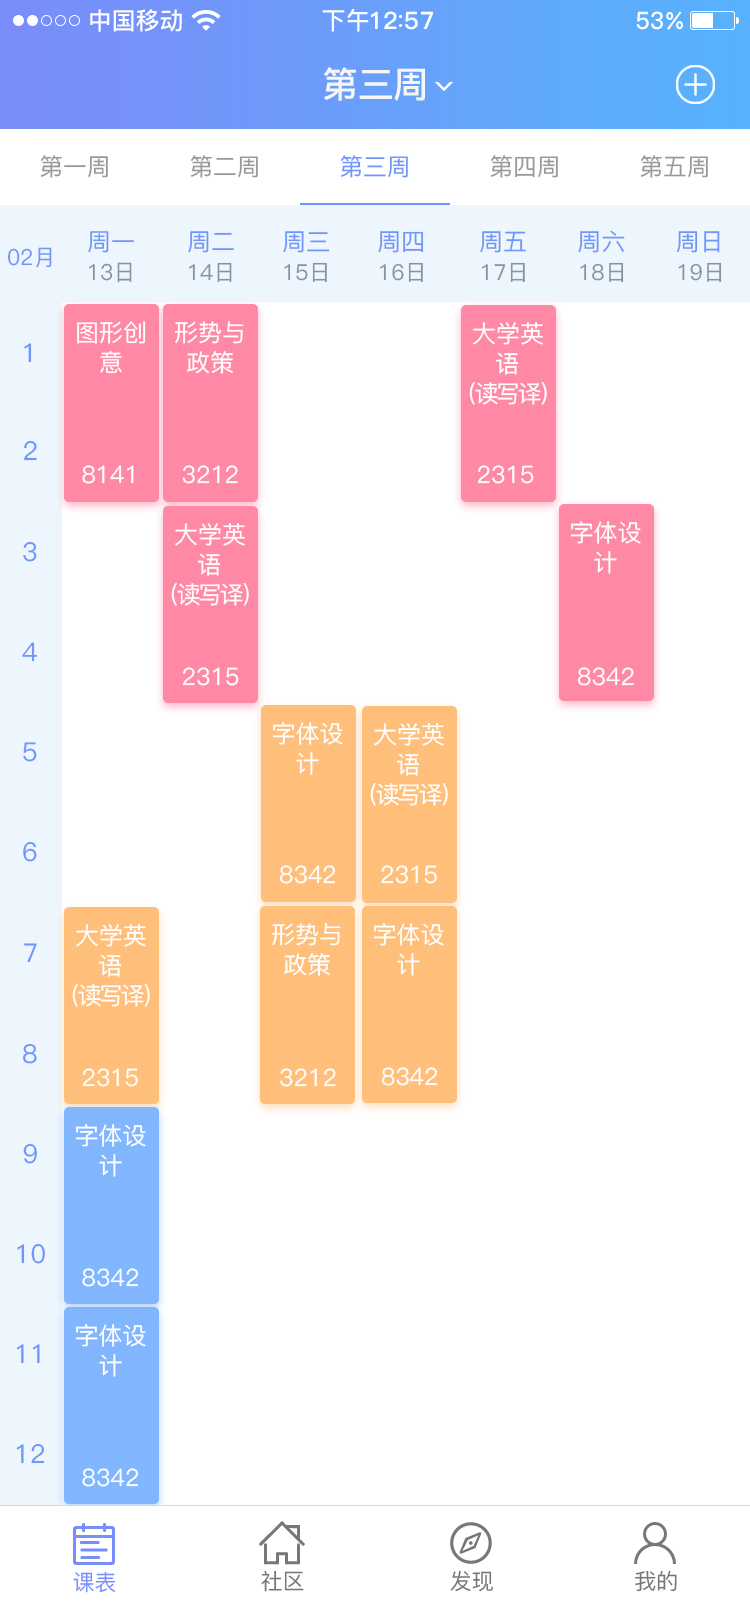 中国移动 下午12:57 53%
第三周
第一周 第二周 第三周 第四周 第五周
02月 周一 周二 周三 周四 周五 周六 周日
13日 14日 15日 16日 17日 18日 19日
1
2
3
4
5
6
7
8
9
10
11
12
图形创
意
8141
大学英
语
(读写译)
2315
字体设
计
8342
字体设
计
8342
形势与
政策
3212
大学英
语
(读写译)
2315
字体设
计
8342
形势与
政策
3212
大学英
语
(读写译)
2315
字体设
计
8342
大学英
语
(读写译)
2315
字体设
计
8342
课表 社区 发现 我的